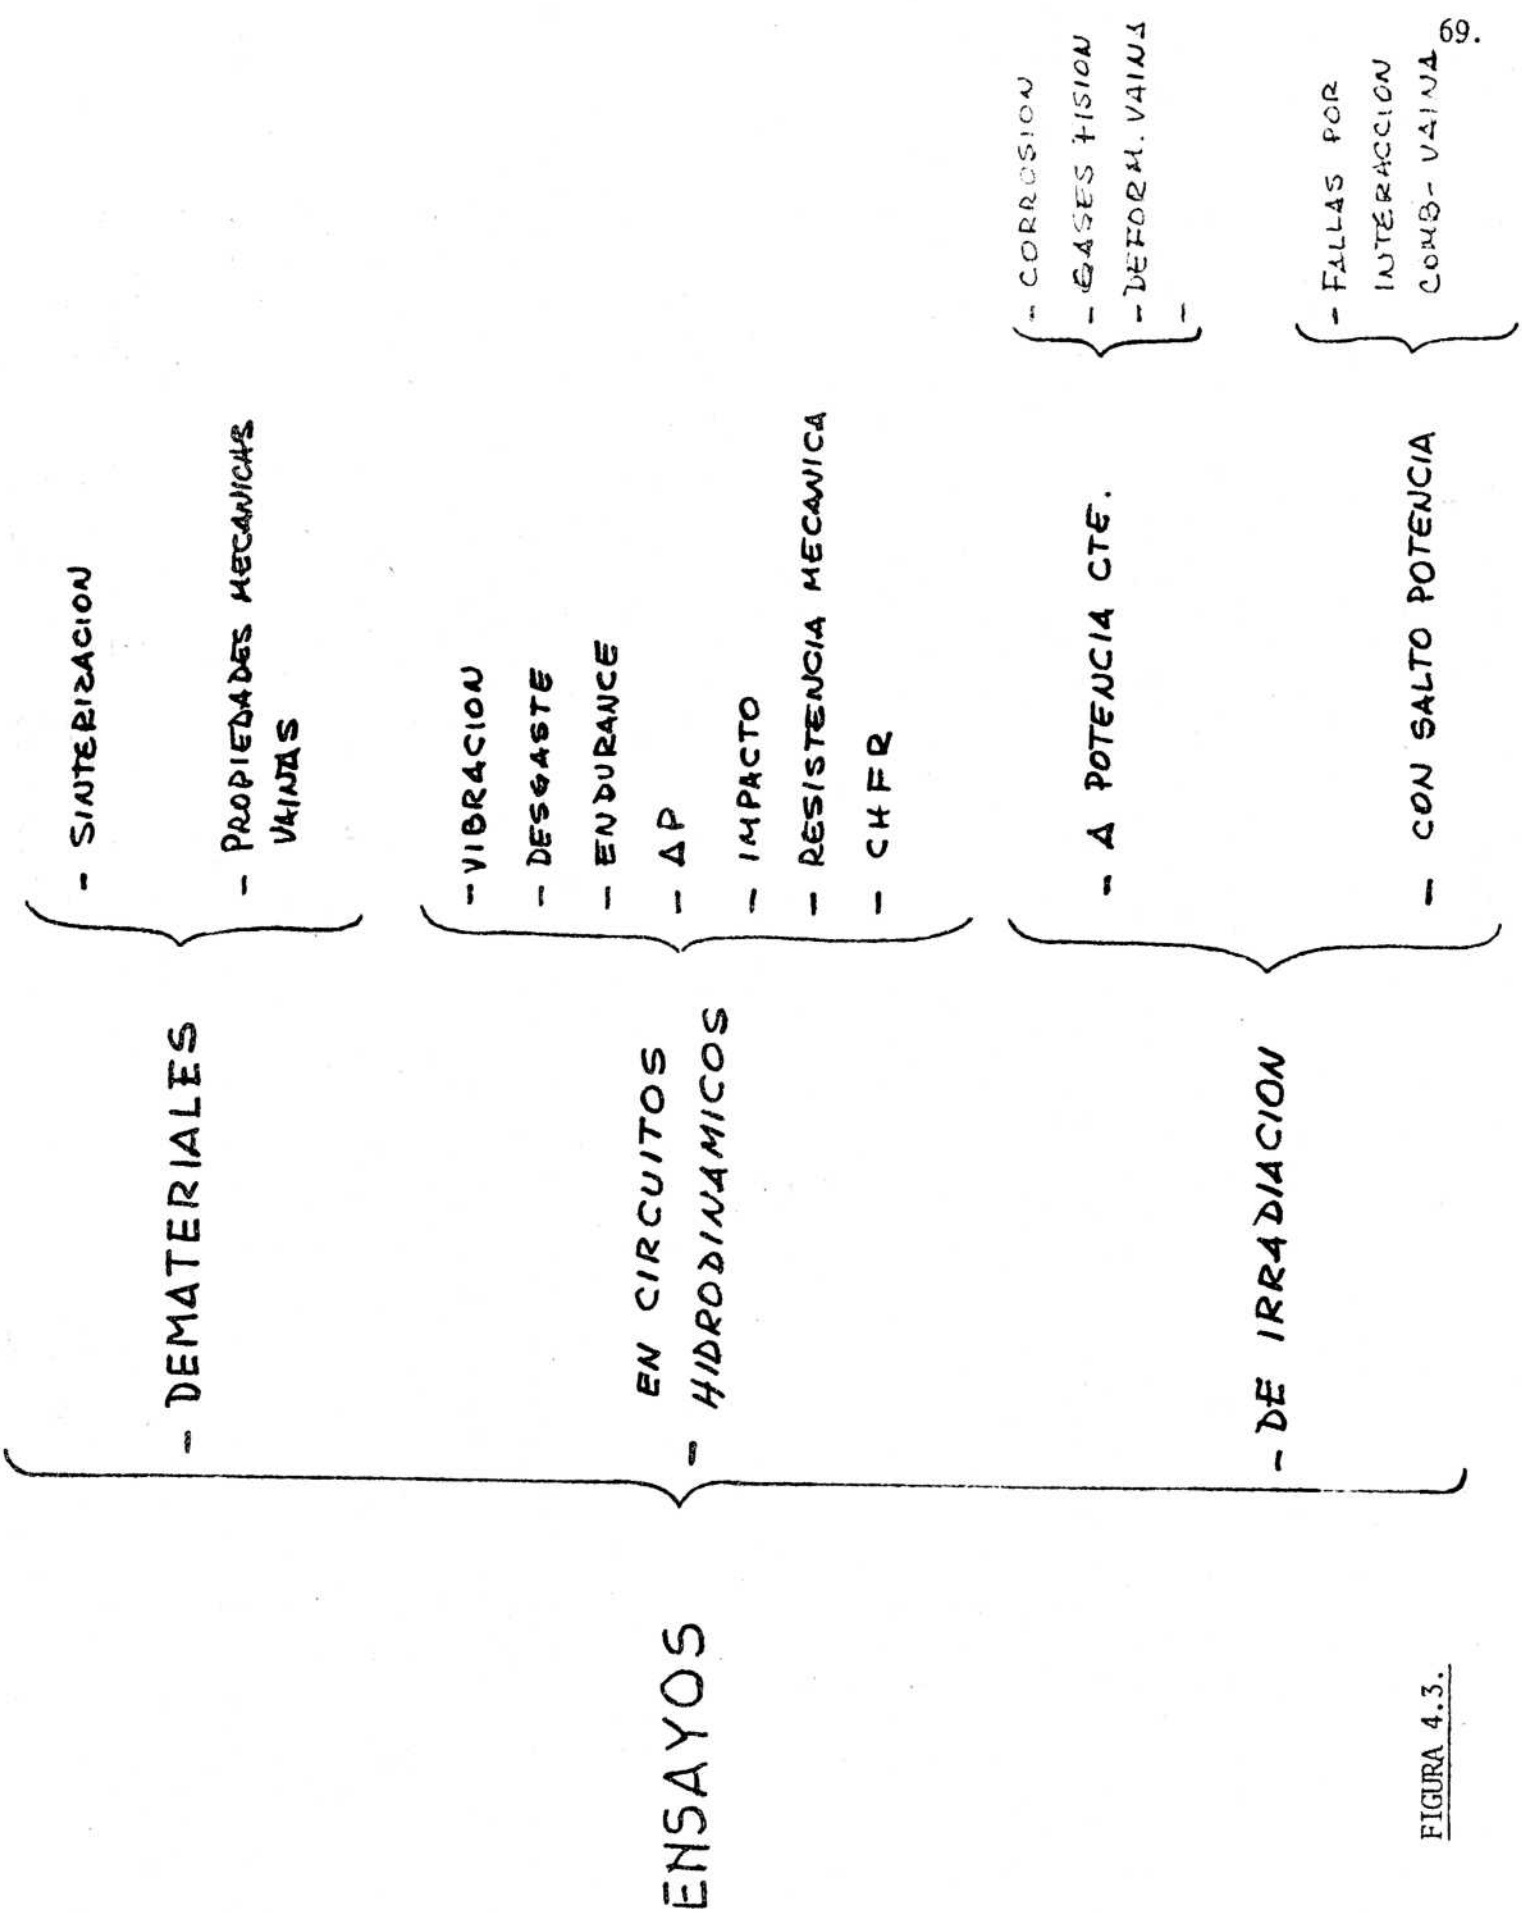 69.
ENSAYOS
- DEMATERIALES
- SINTERIZACION
- PROPIEDADES MECANICAS
VAINAS
EN CIRCUITOS
- HIDRODINAMICOS
- VIBRACION
- DESGASTE
- ENDURANCE
- ΔP
- IMPACTO
- RESISTENCIA MECANICA
- CHFR
- DE IRRADIACION
- A POTENCIA CTE.
- CORROSION
- GASES FISION
- DEFORM. VAINA
-
- CON SALTO POTENCIA
- FALLAS POR
INTERACCION
COMB-VAINA
FIGURA 4.3.